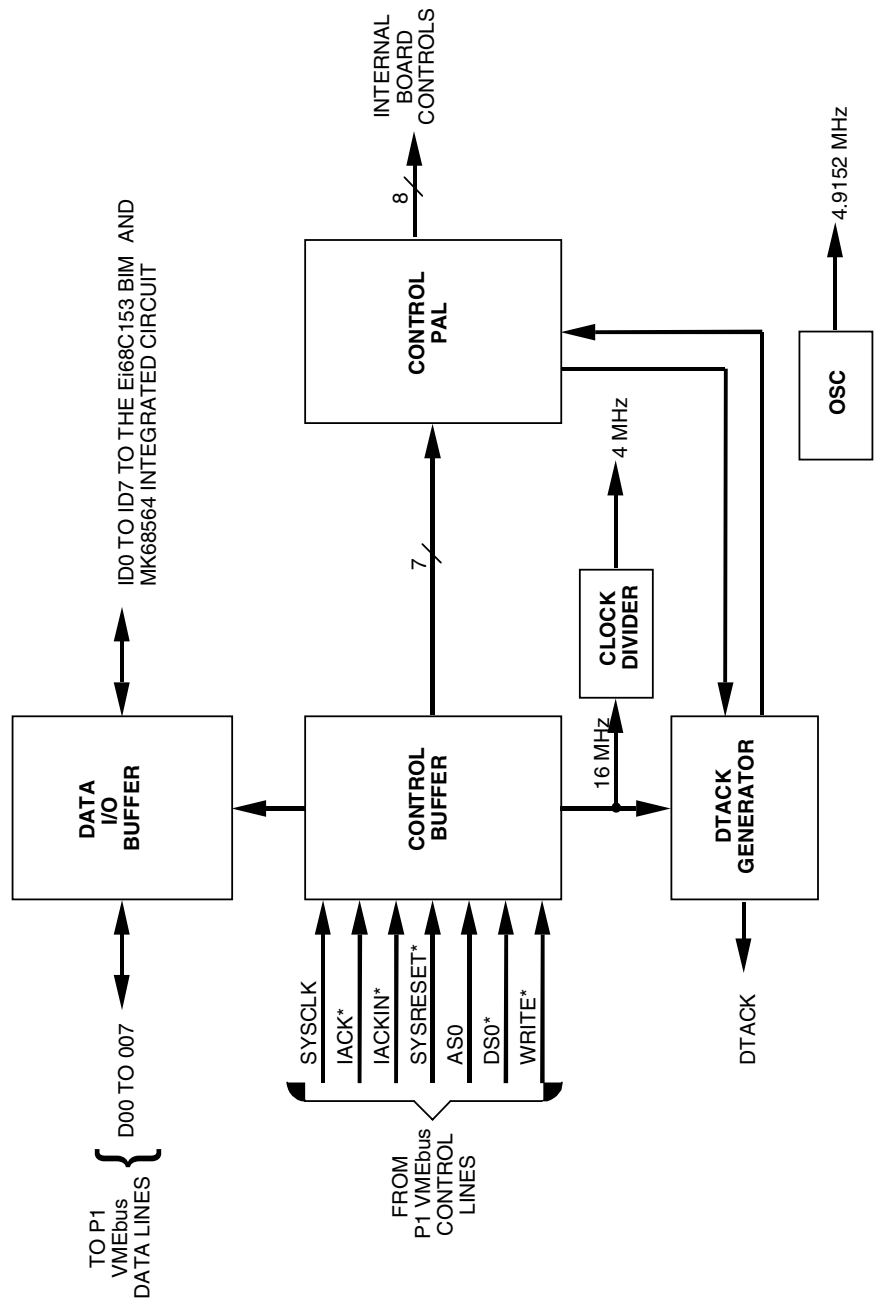 TO P1
VMEbus
DATA LINES
D00 TO 007
DATA
I/O
BUFFER
ID0 TO ID7 TO THE Ei68C153 BIM AND
MK68564 INTEGRATED CIRCUIT
FROM
P1 VMEbus
CONTROL
LINES
SYSCLK
IACK*
IACKIN*
SYSRESET*
AS0
DS0*
WRITE*
CONTROL
BUFFER
7
CONTROL
PAL
8
INTERNAL
BOARD
CONTROLS
16 MHz
CLOCK
DIVIDER
4 MHz
DTACK
DTACK
GENERATOR
OSC
4.9152 MHz